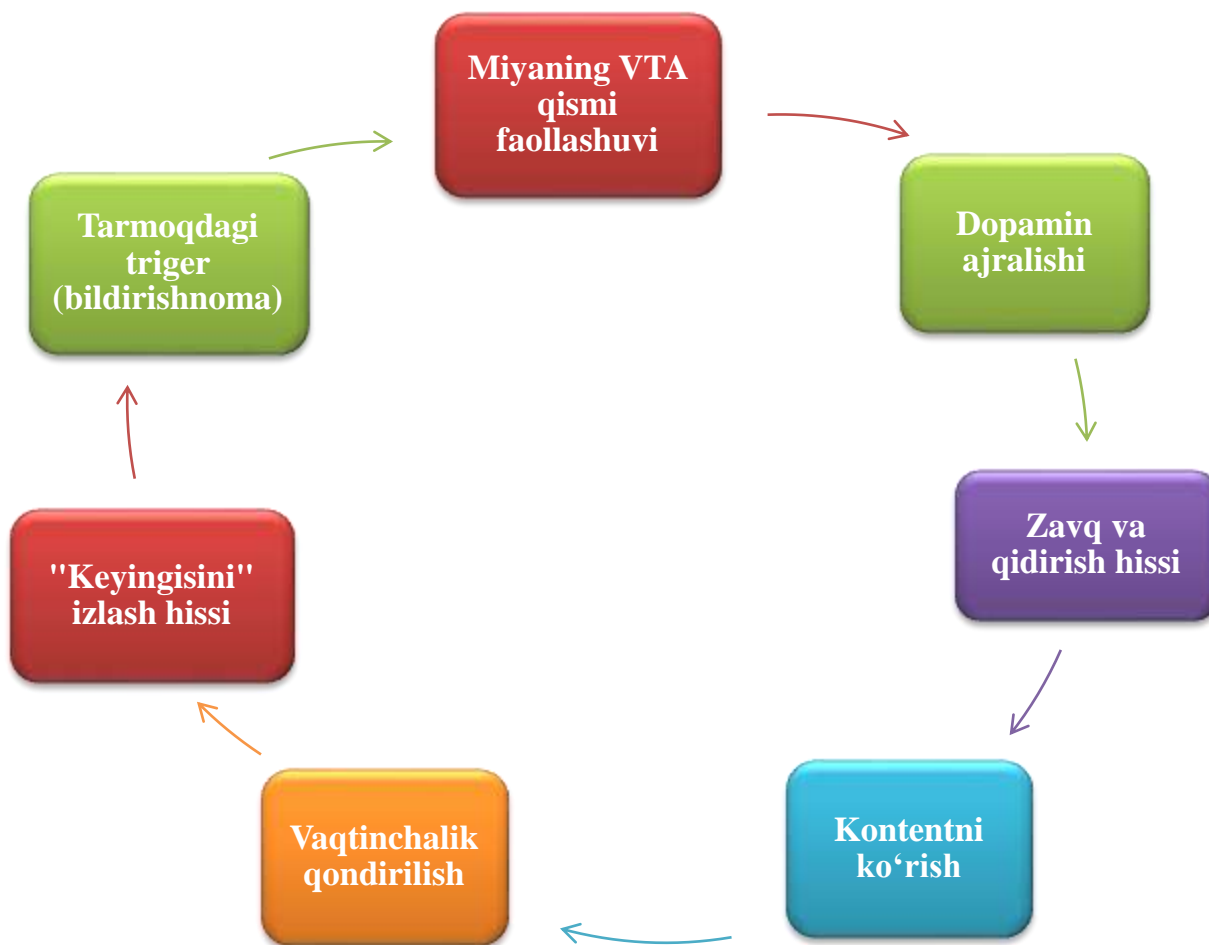 Miyaning VTA
qismi
faollashuvi
Dopamin
ajralishi
Zavq va
qidirish hissi
Kontentni
ko‘rish
Vaqtinchalik
qondirilish
"Keyingisini"
izlash hissi
Tarmoqdagi
triger
(bildirishnoma)